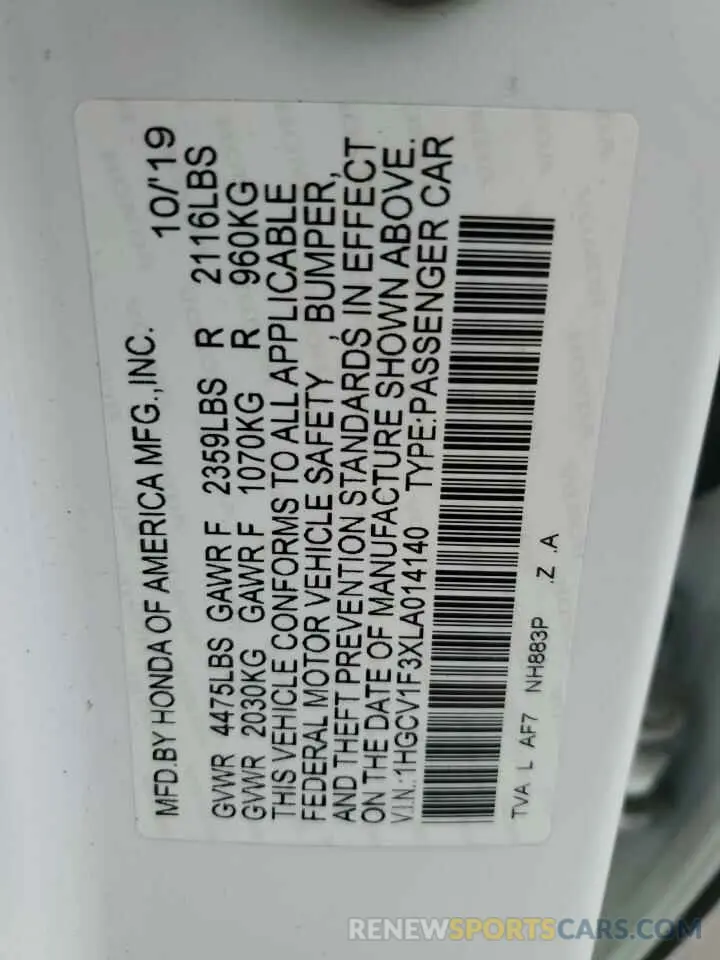 MFD.BY HONDA OF AMERICA MFG.,INC. 10/'19
GVWR 4475LBS GAWR F 2359LBS R 2116LBS
GVWR 2030KG GAWR F 1070KG R 960KG
THIS VEHICLE CONFORMS TO ALL APPLICABLE
FEDERAL MOTOR VEHICLE SAFETY , BUMPER,
AND THEFT PREVENTION STANDARDS IN EFFECT
ON THE DATE OF MANUFACTURE SHOWN ABOVE.
V.I.N.:1HGCV1F3XLA014140 TYPE:PASSENGER CAR
TVA L AF7 NH883P .Z .A
RENEWSPORTSCARS.COM